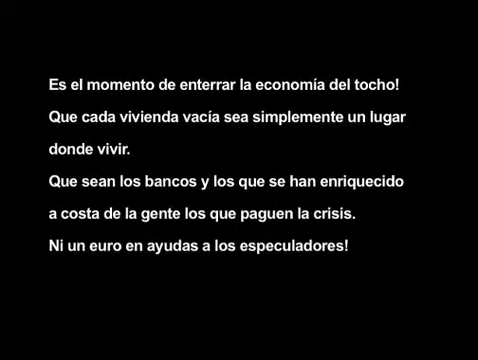 Es el momento de enterrar la economía del tocho!
Que cada vivienda vacía sea simplemente un lugar
donde vivir.
Que sean los bancos y los que se han enriquecido
a costa de la gente los que paguen la crisis.
Ni un euro en ayudas a los especuladores!